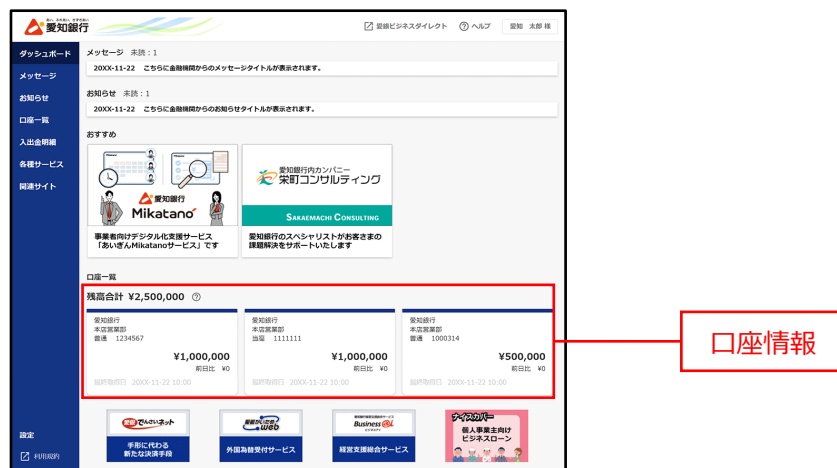 愛知銀行
愛銀ビジネスダイレクト
ヘルプ
愛知 太郎 様
ダッシュボード
メッセージ
お知らせ
口座一覧
入出金明細
各種サービス
関連サイト
設定
利用規約
メッセージ 未読:1
20XX-11-22 こちらに金融機関からのメッセージタイトルが表示されます。
お知らせ 未読:1
20XX-11-22 こちらに金融機関からのお知らせタイトルが表示されます。
おすすめ
愛知銀行
Mikatano
事業者向けデジタル化支援サービス
「あいぎんMikatanoサービス」です
愛知銀行内カンパニー
栄町コンサルティング
SAKAEMACHI CONSULTING
愛知銀行のスペシャリストがお客さまの
課題解決をサポートいたします
口座一覧
残高合計 ¥2,500,000
愛知銀行
本店営業部
普通 1234567
¥1,000,000
前日比 ¥0
最終取得日 20XX-11-22 10:00
愛知銀行
本店営業部
当座 1111111
¥1,000,000
前日比 ¥0
最終取得日 20XX-11-22 10:00
愛知銀行
本店営業部
普通 1000314
¥500,000
前日比 ¥0
最終取得日 20XX-11-22 10:00
口座情報
でんさいネット
手形に代わる
新たな決済手段
Web
外国為替受付サービス
Business
経営支援総合サービス
ナイスカバー
個人事業主向け
ビジネスローン